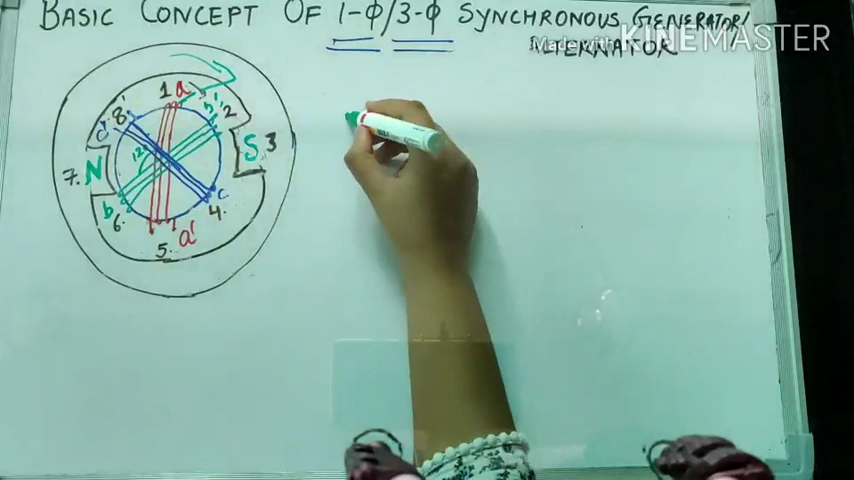 BASIC CONCEPT OF 1-Φ/3-Φ SYNCHRONOUS GENERATOR/
ALTERNATOR
Made with KINEMASTER
1 a
b' 2
8' c'
N S 3
7.
12
b c
6. 4.
a'
5.